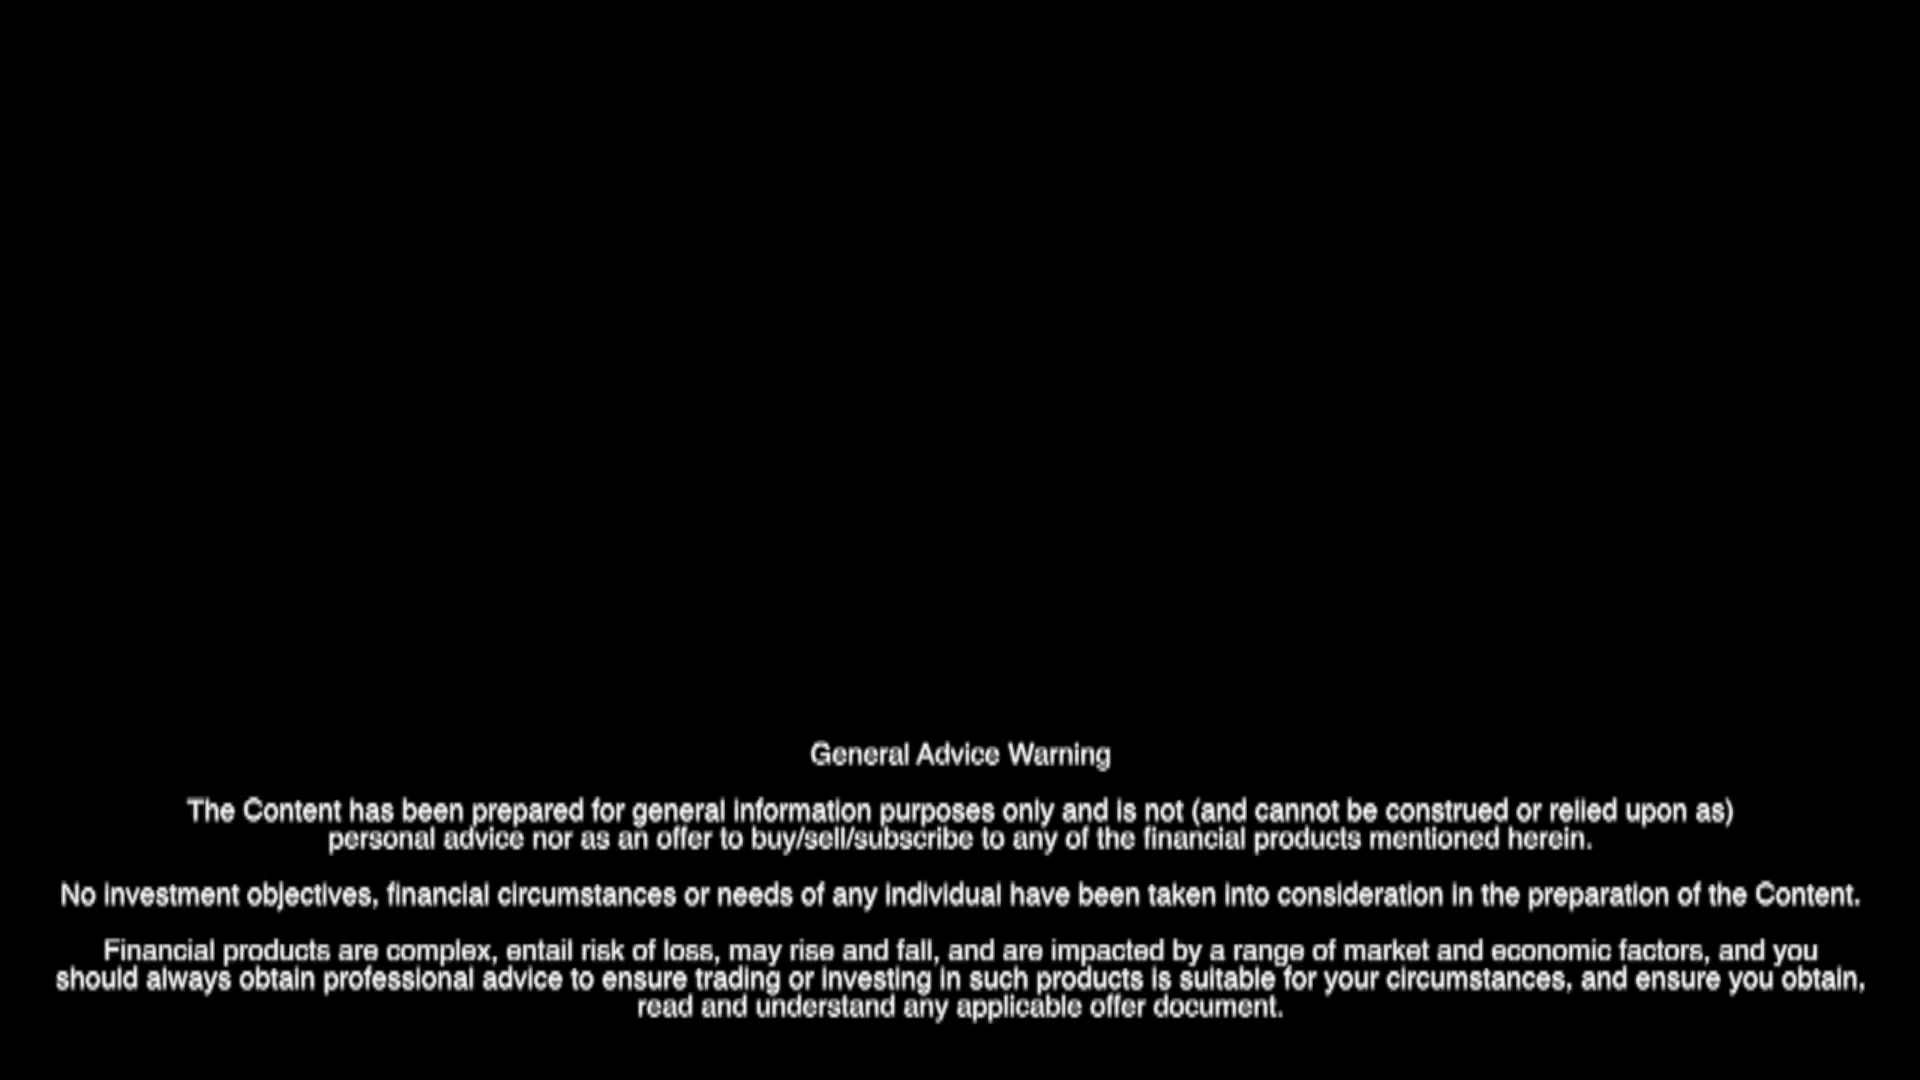 General Advice Warning
The Content has been prepared for general information purposes only and is not (and cannot be construed or relied upon as)
personal advice nor as an offer to buy/sell/subscribe to any of the financial products mentioned herein.
No investment objectives, financial circumstances or needs of any individual have been taken into consideration in the preparation of the Content.
Financial products are complex, entail risk of loss, may rise and fall, and are impacted by a range of market and economic factors, and you
should always obtain professional advice to ensure trading or investing in such products is suitable for your circumstances, and ensure you obtain,
read and understand any applicable offer document.